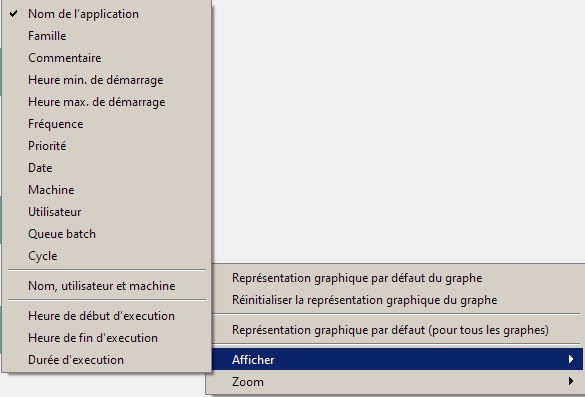 Nom de l'application
Famille
Commentaire
Heure min. de démarrage
Heure max. de démarrage
Fréquence
Priorité
Date
Machine
Utilisateur
Queue batch
Cycle
Nom, utilisateur et machine
Heure de début d'execution
Heure de fin d'execution
Durée d'execution
Représentation graphique par défaut du graphe
Réinitialiser la représentation graphique du graphe
Représentation graphique par défaut (pour tous les graphes)
Afficher
Zoom